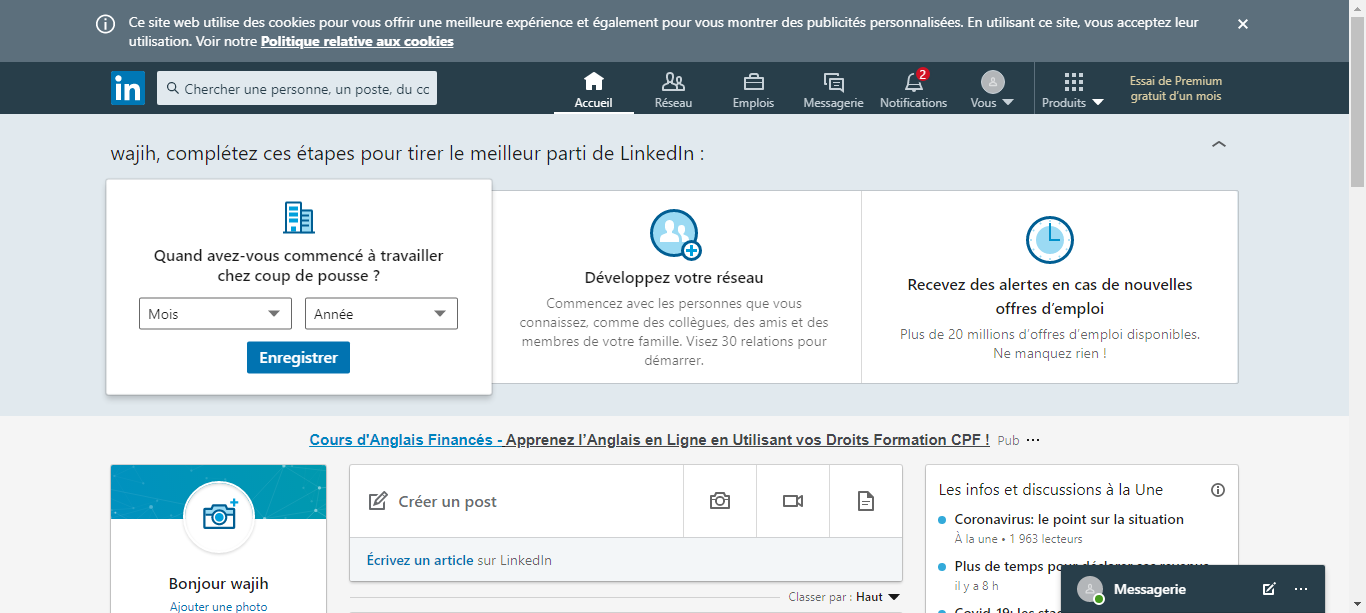 Ce site web utilise des cookies pour vous offrir une meilleure expérience et également pour vous montrer des publicités personnalisées. En utilisant ce site, vous acceptez leur
utilisation. Voir notre Politique relative aux cookies
in
Chercher une personne, un poste, du cc
Accueil
Réseau
Emplois
Messagerie
2
Notifications
Vous
Produits
Essai de Premium
gratuit d'un mois
wajih, complétez ces étapes pour tirer le meilleur parti de LinkedIn :
Quand avez-vous commencé à travailler
chez coup de pousse ?
Mois
Année
Enregistrer
Développez votre réseau
Commencez avec les personnes que vous
connaissez, comme des collègues, des amis et des
membres de votre famille. Visez 30 relations pour
démarrer.
Recevez des alertes en cas de nouvelles
offres d'emploi
Plus de 20 millions d'offres d'emploi disponibles.
Ne manquez rien !
Cours d'Anglais Financés - Apprenez l'Anglais en Ligne en Utilisant vos Droits Formation CPF ! Pub ···
Bonjour wajih
Ajouter une photo
Créer un post
Écrivez un article sur LinkedIn
Classer par : Haut
Les infos et discussions à la Une
Coronavirus: le point sur la situation
À la une • 1 963 lecteurs
Plus de temps pour déclarer ses revenus
il y a 8 h
Covid-19: les
Messagerie